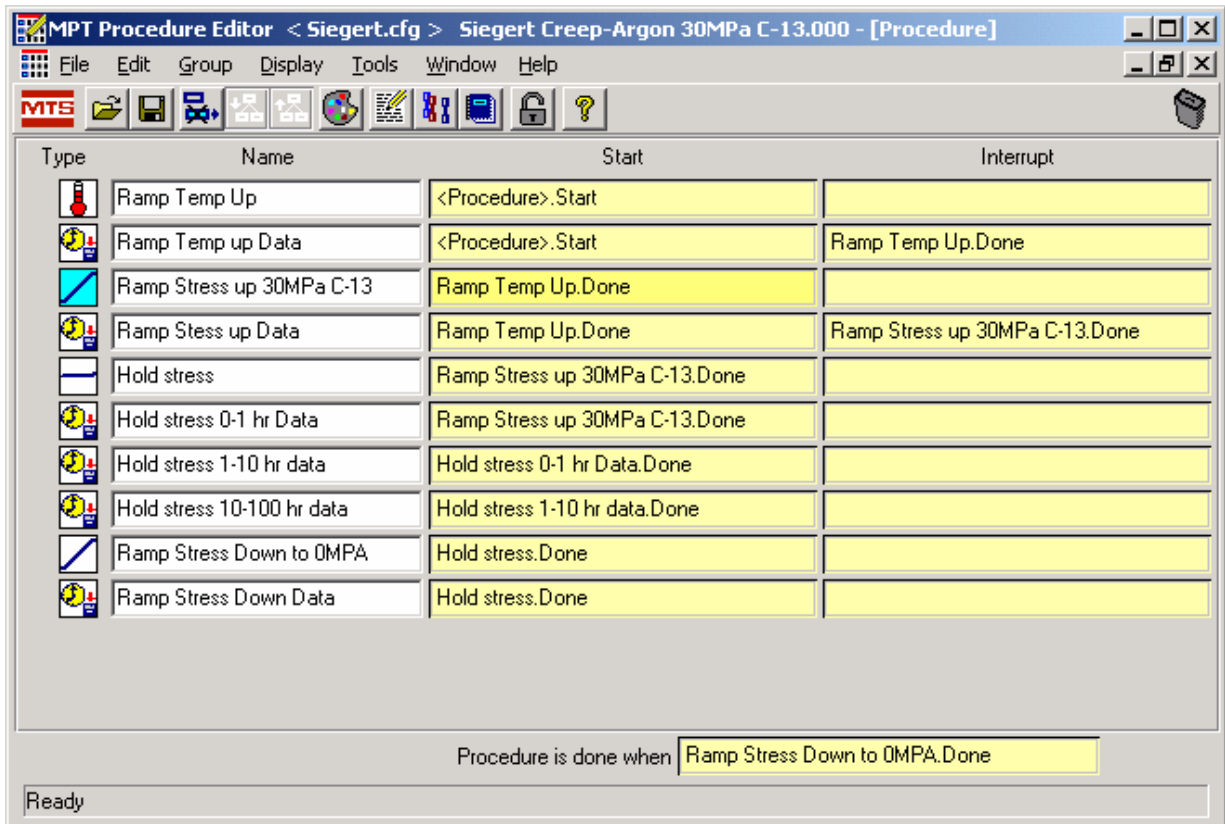 MPT Procedure Editor < Siegert.cfg > Siegert Creep-Argon 30MPa C-13.000 - [Procedure]
File Edit Group Display Tools Window Help
MTS
Type Name Start Interrupt
Ramp Temp Up <Procedure>.Start
Ramp Temp up Data <Procedure>.Start Ramp Temp Up.Done
Ramp Stress up 30MPa C-13 Ramp Temp Up.Done
Ramp Stess up Data Ramp Temp Up.Done Ramp Stress up 30MPa C-13.Done
Hold stress Ramp Stress up 30MPa C-13.Done
Hold stress 0-1 hr Data Ramp Stress up 30MPa C-13.Done
Hold stress 1-10 hr data Hold stress 0-1 hr Data.Done
Hold stress 10-100 hr data Hold stress 1-10 hr data.Done
Ramp Stress Down to 0MPA Hold stress.Done
Ramp Stress Down Data Hold stress.Done
Procedure is done when Ramp Stress Down to 0MPA.Done
Ready